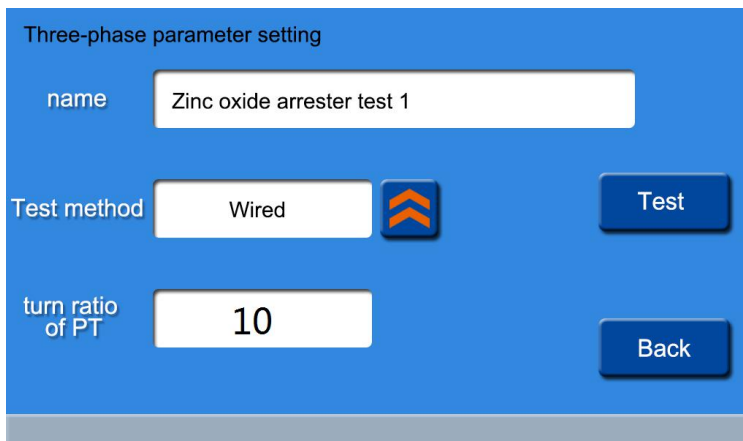 Three-phase parameter setting
name
Zinc oxide arrester test 1
Test method
Wired
Test
turn ratio
of PT
10
Back